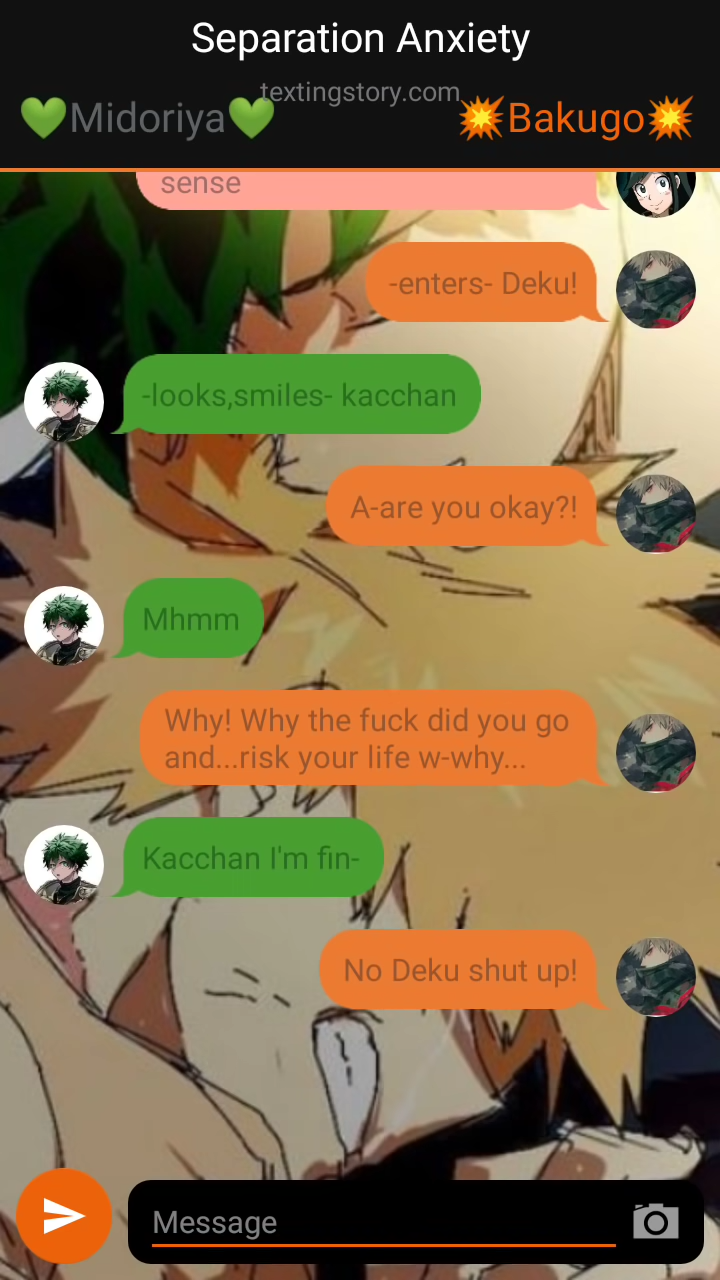 Separation Anxiety
textingstory.com
💚Midoriya💚
💥Bakugo💥
sense
-enters- Deku!
-looks,smiles- kacchan
A-are you okay?!
Mhmm
Why! Why the fuck did you go
and...risk your life w-why...
Kacchan I'm fin-
No Deku shut up!
Message